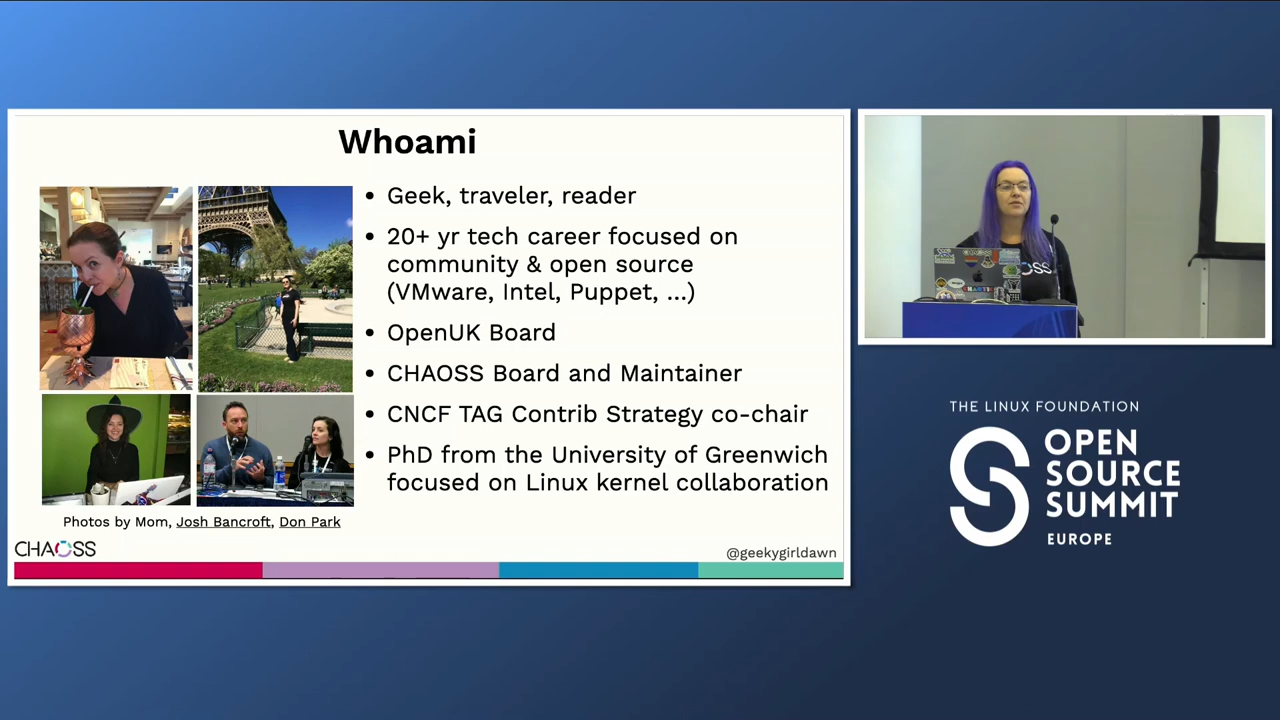 Whoami
• Geek, traveler, reader
• 20+ yr tech career focused on
community & open source
(VMware, Intel, Puppet, ...)
• OpenUK Board
• CHAOSS Board and Maintainer
• CNCF TAG Contrib Strategy co-chair
• PhD from the University of Greenwich
focused on Linux kernel collaboration
Photos by Mom, Josh Bancroft, Don Park
CHAOSS
@geekygirldawn
THE LINUX FOUNDATION
OPEN
SOURCE
SUMMIT
EUROPE